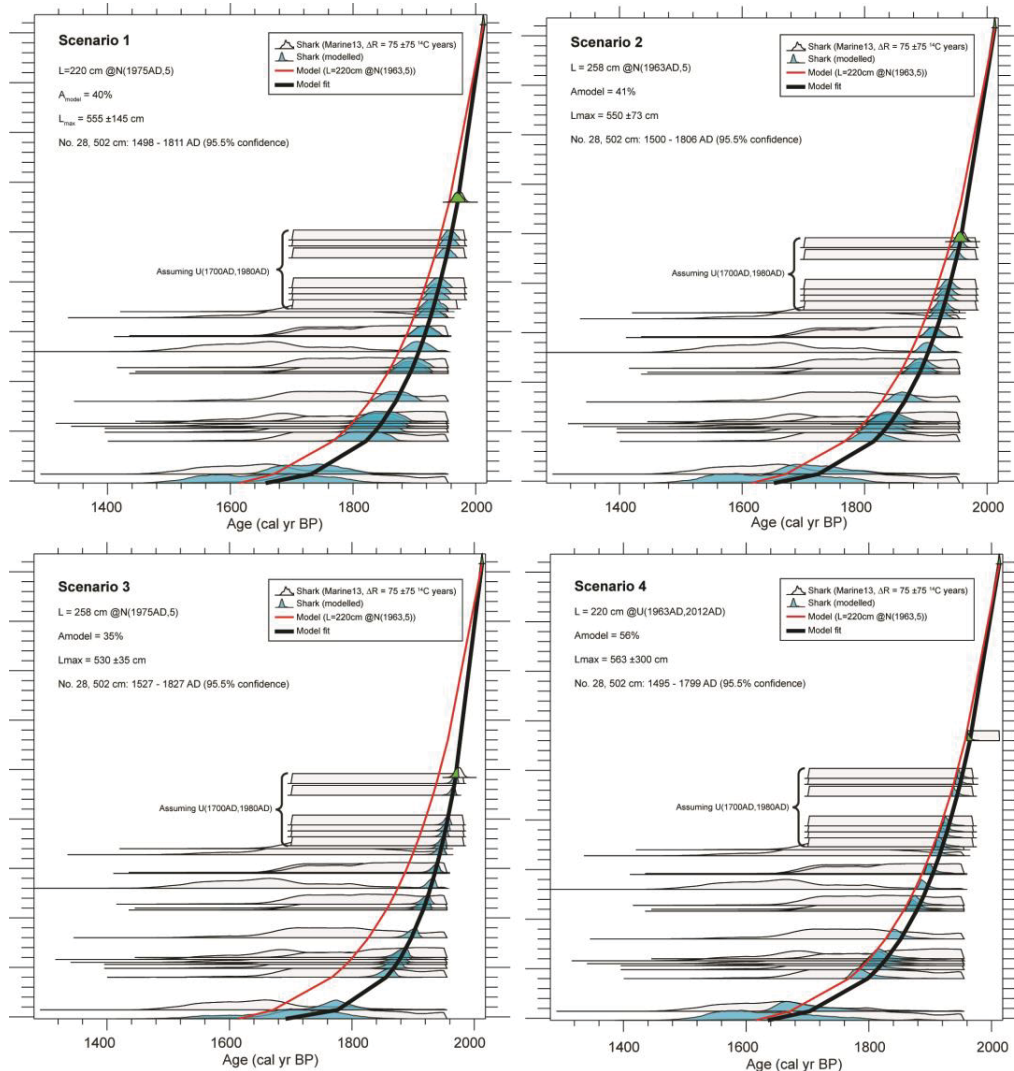 Scenario 1
L=220 cm @N(1975AD,5)
Amodel = 40%
Lmax = 555 ±145 cm
No. 28, 502 cm: 1498 - 1811 AD (95.5% confidence)
Shark (Marine13, ΔR = 75 ±75 14C years)
Shark (modelled)
Model (L=220cm @N(1963,5))
Model fit
Assuming U(1700AD,1980AD)
1400 1600 1800 2000
Age (cal yr BP)
Scenario 2
L = 258 cm @N(1963AD,5)
Amodel = 41%
Lmax = 550 ±73 cm
No. 28, 502 cm: 1500 - 1806 AD (95.5% confidence)
Shark (Marine13, ΔR = 75 ±75 14C years)
Shark (modelled)
Model (L=220cm @N(1963,5))
Model fit
Assuming U(1700AD,1980AD)
1400 1600 1800 2000
Age (cal yr BP)
Scenario 3
L = 258 cm @N(1975AD,5)
Amodel = 35%
Lmax = 530 ±35 cm
No. 28, 502 cm: 1527 - 1827 AD (95.5% confidence)
Shark (Marine13, ΔR = 75 ±75 14C years)
Shark (modelled)
Model (L=220cm @N(1963,5))
Model fit
Assuming U(1700AD,1980AD)
1400 1600 1800 2000
Age (cal yr BP)
Scenario 4
L = 220 cm @U(1963AD,2012AD)
Amodel = 56%
Lmax = 563 ±300 cm
No. 28, 502 cm: 1495 - 1799 AD (95.5% confidence)
Shark (Marine13, ΔR = 75 ±75 14C years)
Shark (modelled)
Model (L=220cm @N(1963,5))
Model fit
Assuming U(1700AD,1980AD)
1400 1600 1800 2000
Age (cal yr BP)